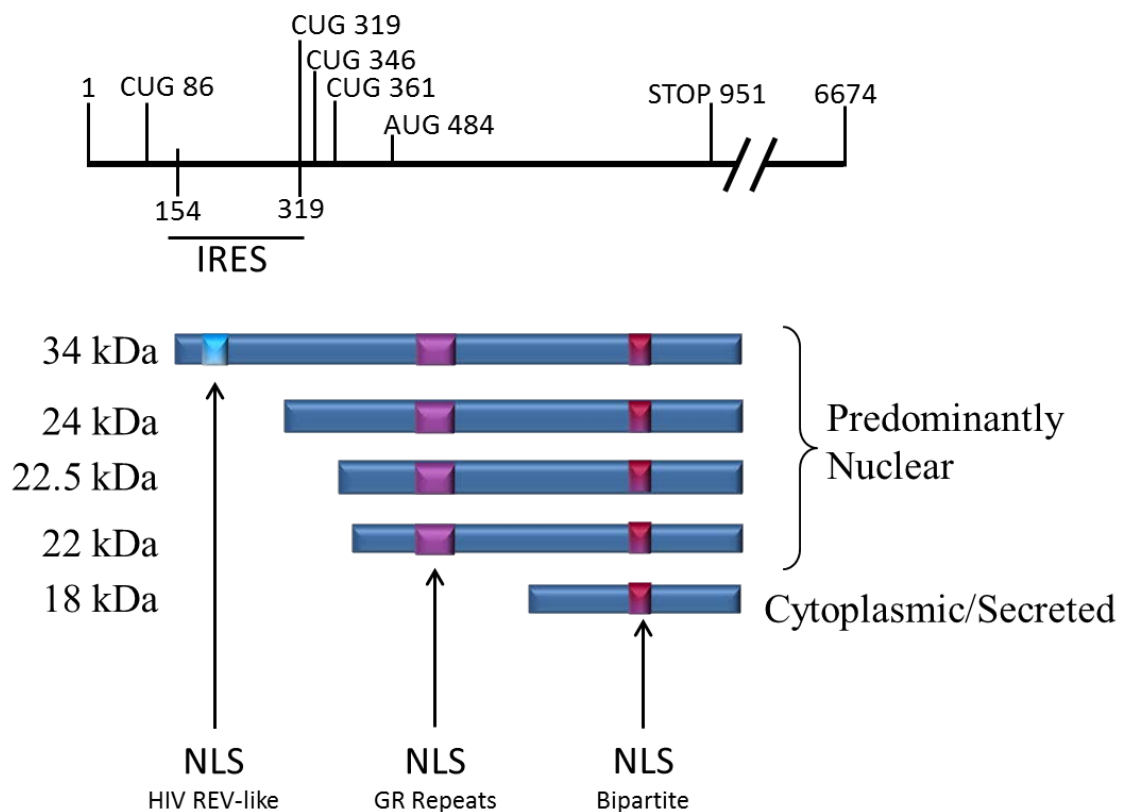 CUG 319
CUG 346
1
CUG 86
CUG 361
STOP 951
6674
AUG 484
154
319
IRES
34 kDa
24 kDa
22.5 kDa
22 kDa
18 kDa
Predominantly
Nuclear
Cytoplasmic/Secreted
NLS
HIV REV-like
NLS
GR Repeats
NLS
Bipartite